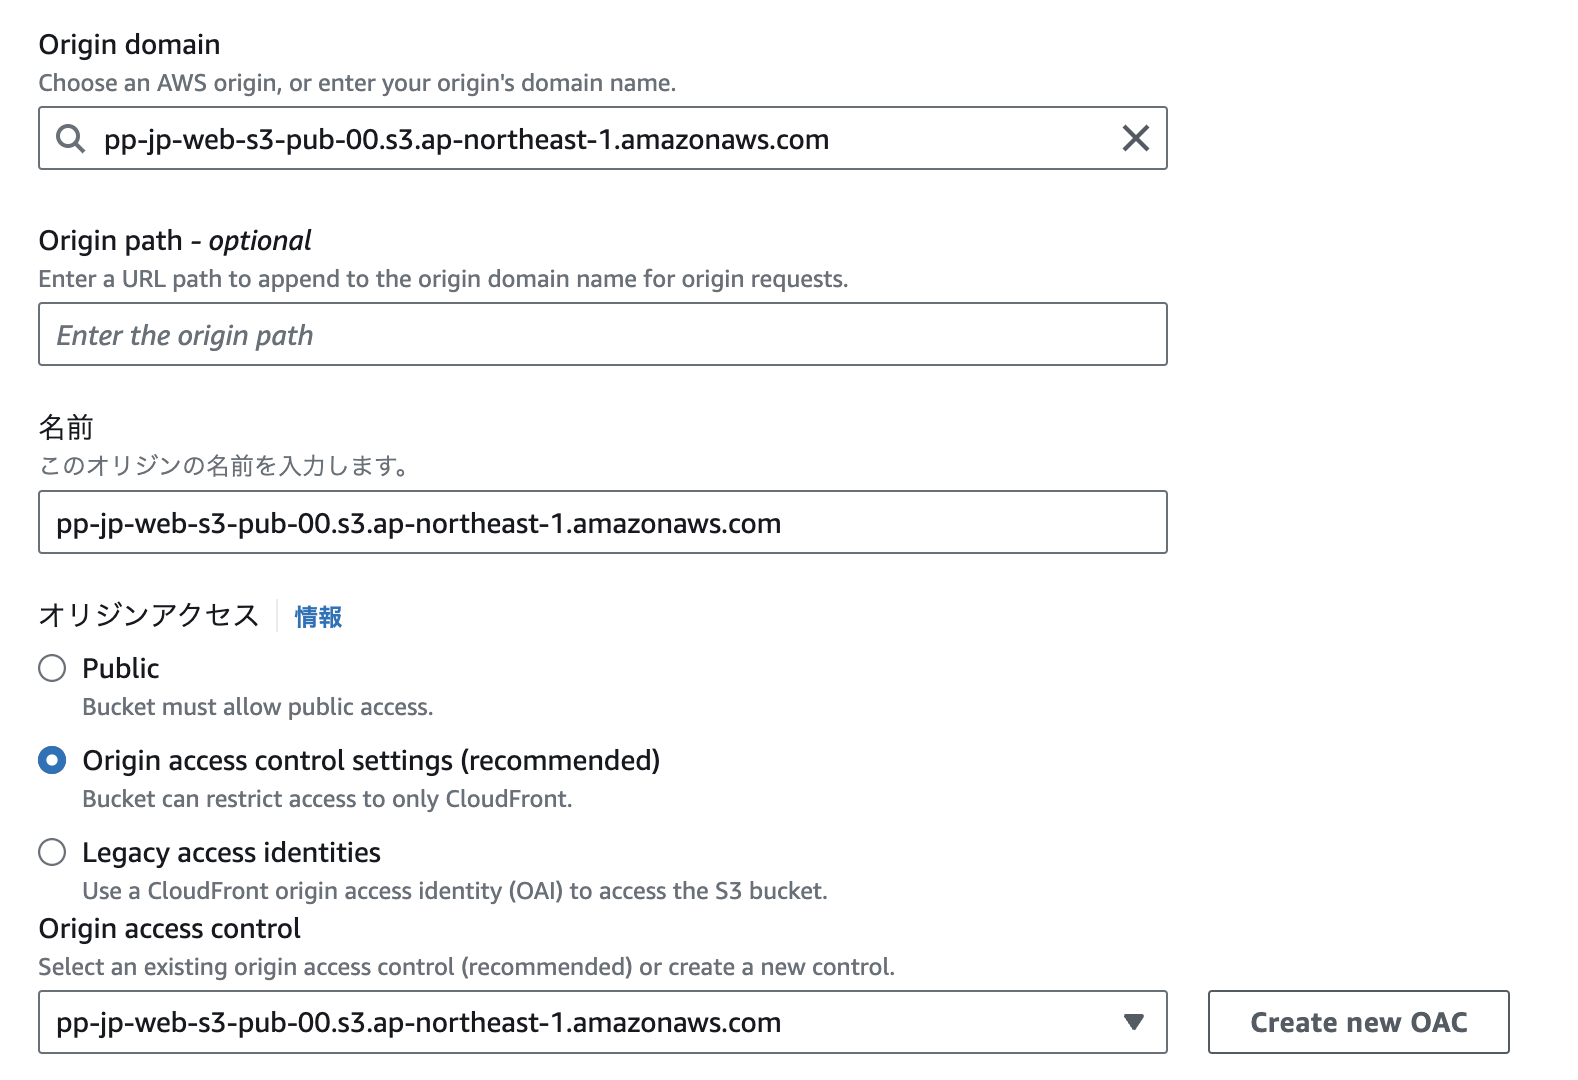 Origin domain
Choose an AWS origin, or enter your origin's domain name.
pp-jp-web-s3-pub-00.s3.ap-northeast-1.amazonaws.com
Origin path - optional
Enter a URL path to append to the origin domain name for origin requests.
Enter the origin path
名前
このオリジンの名前を入力します。
pp-jp-web-s3-pub-00.s3.ap-northeast-1.amazonaws.com
オリジンアクセス 情報
Public
Bucket must allow public access.
Origin access control settings (recommended)
Bucket can restrict access to only CloudFront.
Legacy access identities
Use a CloudFront origin access identity (OAI) to access the S3 bucket.
Origin access control
Select an existing origin access control (recommended) or create a new control.
pp-jp-web-s3-pub-00.s3.ap-northeast-1.amazonaws.com
Create new OAC